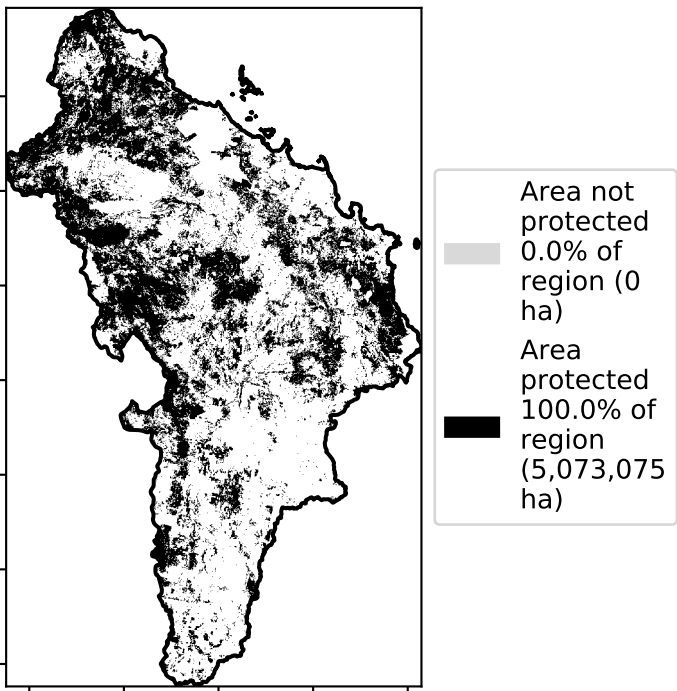 Area not
protected
0.0% of
region (0
ha)
Area
protected
100.0% of
region
(5,073,075
ha)